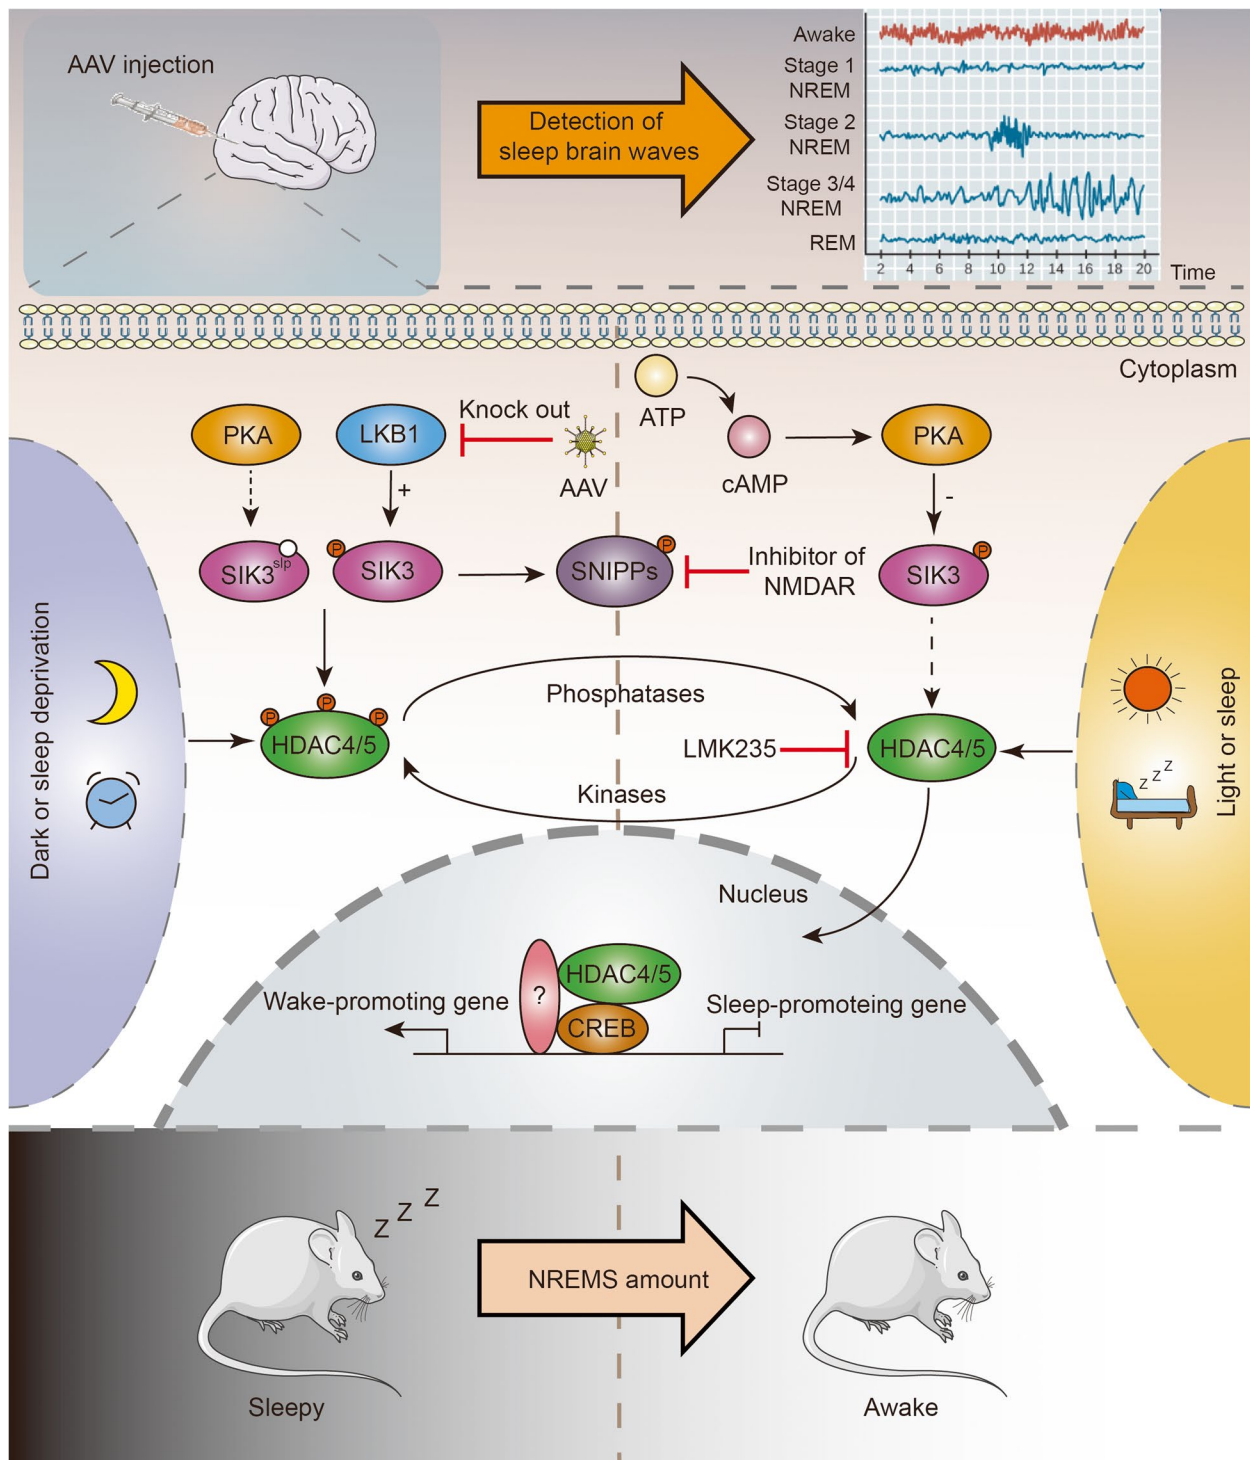 AAV injection
Detection of
sleep brain waves
Awake
Stage 1
NREM
Stage 2
NREM
Stage 3/4
NREM
REM
2 4 6 8 10 12 14 16 18 20
Time
Cytoplasm
PKA
LKB1
Knock out
AAV
ATP
cAMP
PKA
+
-
SIK3slp
P
SIK3
SNIPPs
P
Inhibitor of
NMDAR
SIK3
P
Dark or sleep deprivation
P
P
P
HDAC4/5
Phosphatases
LMK235
Kinases
HDAC4/5
z z z
Light or sleep
Nucleus
?
HDAC4/5
CREB
Wake-promoting gene
Sleep-promoteing gene
z z z
NREMS amount
Sleepy
Awake